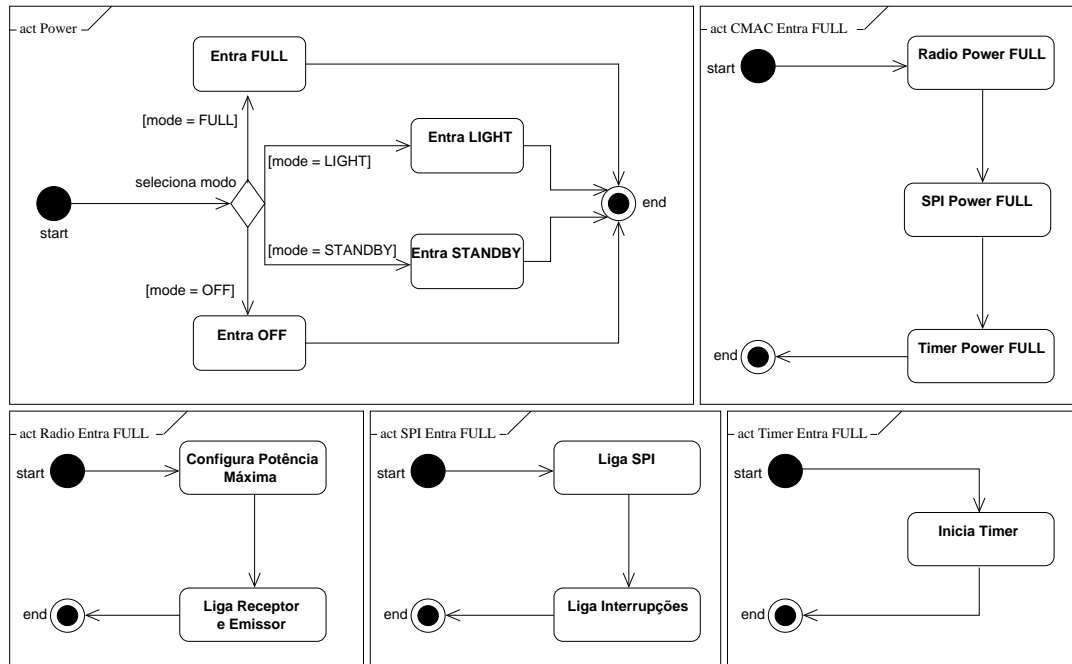 act Power
Entra FULL
[mode = FULL]
Entra LIGHT
[mode = LIGHT]
seleciona modo
start
end
[mode = STANDBY]
Entra STANDBY
[mode = OFF]
Entra OFF
act CMAC Entra FULL
start
Radio Power FULL
SPI Power FULL
end
Timer Power FULL
act Radio Entra FULL
start
Configura Potência
Máxima
end
Liga Receptor
e Emissor
act SPI Entra FULL
start
Liga SPI
end
Liga Interrupções
act Timer Entra FULL
start
Inicia Timer
end